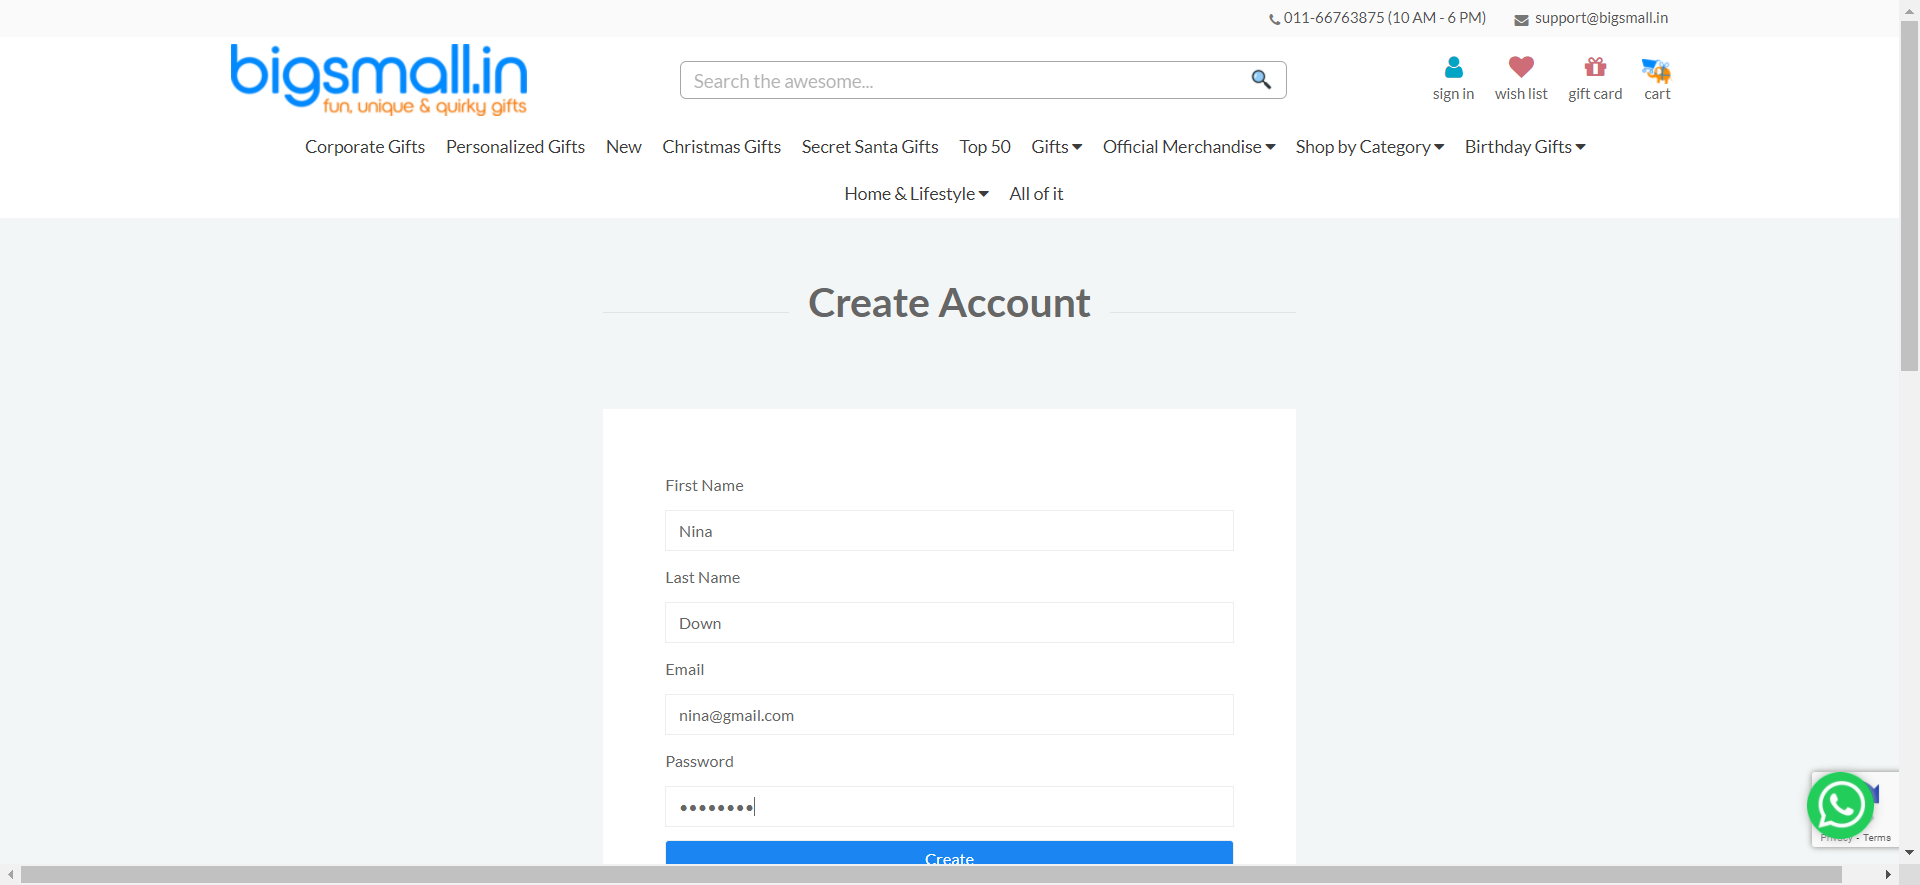 011-66763875 (10 AM - 6 PM) support@bigsmall.in
bigsmall.in
fun, unique & quirky gifts
Search the awesome...
sign in wish list gift card cart
Corporate Gifts Personalized Gifts New Christmas Gifts Secret Santa Gifts Top 50 Gifts Official Merchandise Shop by Category Birthday Gifts
Home & Lifestyle All of it
Create Account
First Name
Nina
Last Name
Down
Email
nina@gmail.com
Password
••••••••
Create
Privacy - Terms